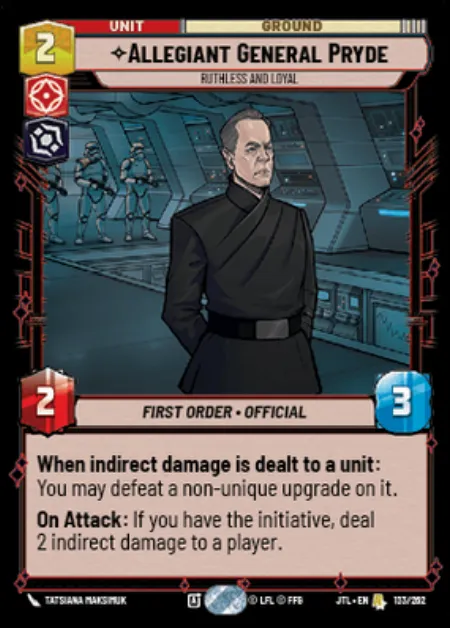 UNIT
GROUND
2
ALLEGIANT GENERAL PRYDE
RUTHLESS AND LOYAL
2
FIRST ORDER • OFFICIAL
3
When indirect damage is dealt to a unit:
You may defeat a non-unique upgrade on it.
On Attack: If you have the initiative, deal
2 indirect damage to a player.
TATSIANA MAKSIMUK
A
© LFL © FFG
JTL • EN
133/262